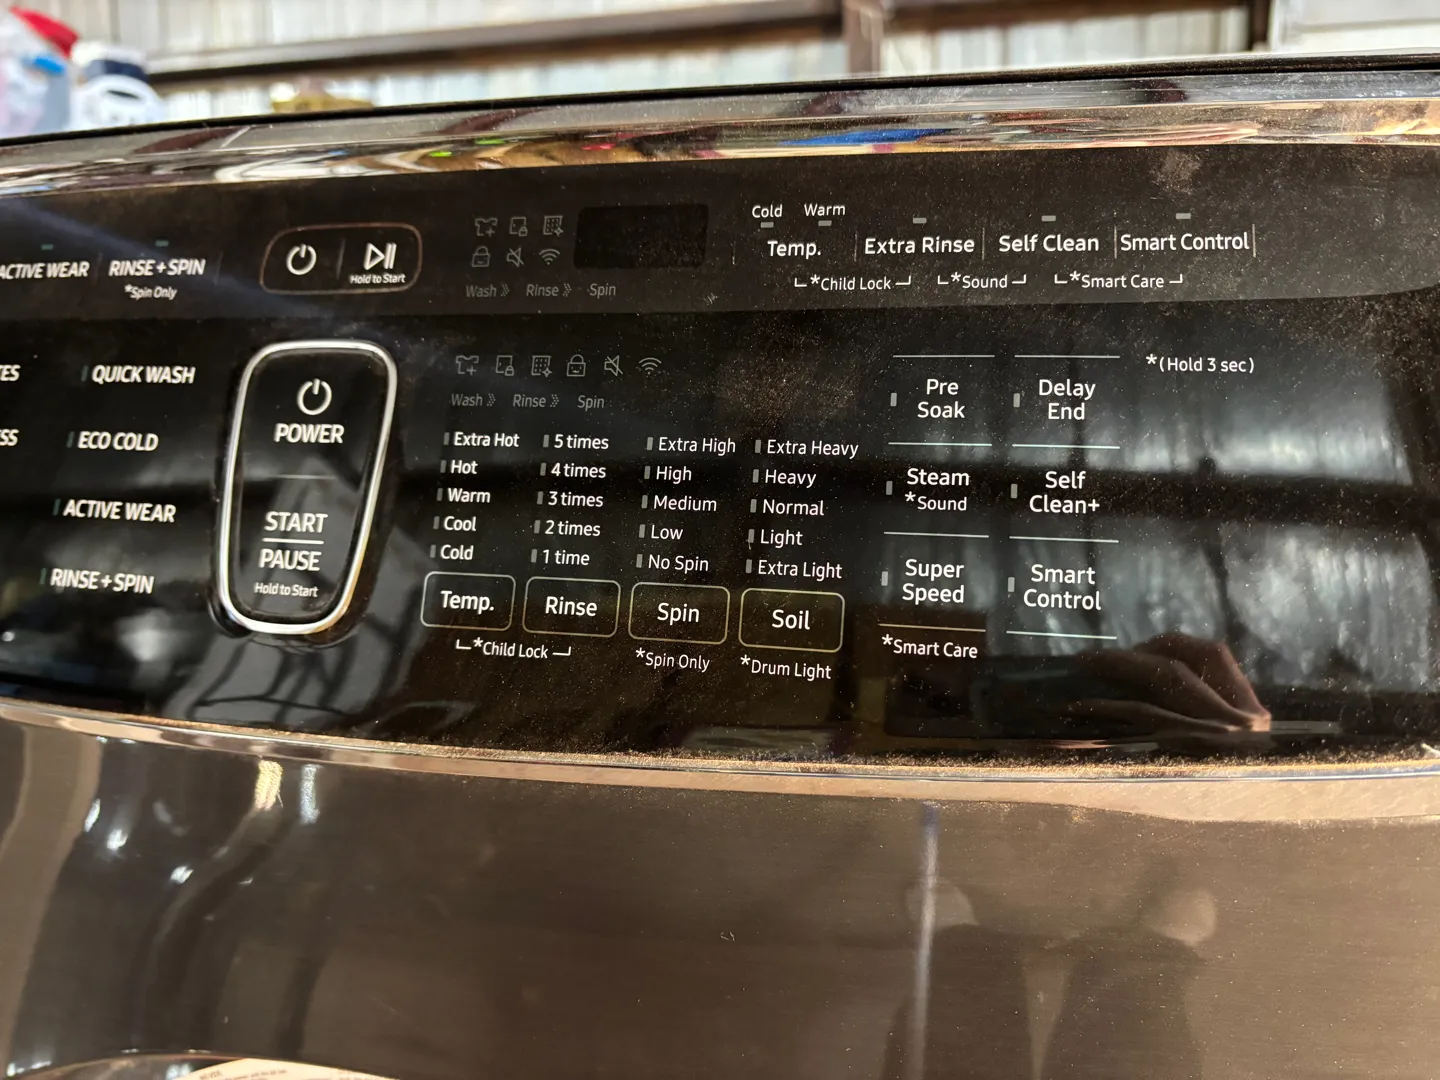 Cold Warm
ACTIVE WEAR RINSE + SPIN Hold to Start Temp. Extra Rinse Self Clean Smart Control
*Spin Only Wash Rinse Spin *Child Lock *Sound *Smart Care
QUICK WASH
ECO COLD
ACTIVE WEAR
RINSE + SPIN
POWER
START
PAUSE
Hold to Start
Wash Rinse Spin
Extra Hot 5 times Extra High Extra Heavy
Hot 4 times High Heavy
Warm 3 times Medium Normal
Cool 2 times Low Light
Cold 1 time No Spin Extra Light
Temp. Rinse Spin Soil
*Child Lock *Spin Only *Drum Light
Pre
Soak
Delay
End
*(Hold 3 sec)
Steam
*Sound
Self
Clean+
Super
Speed
Smart
Control
*Smart Care